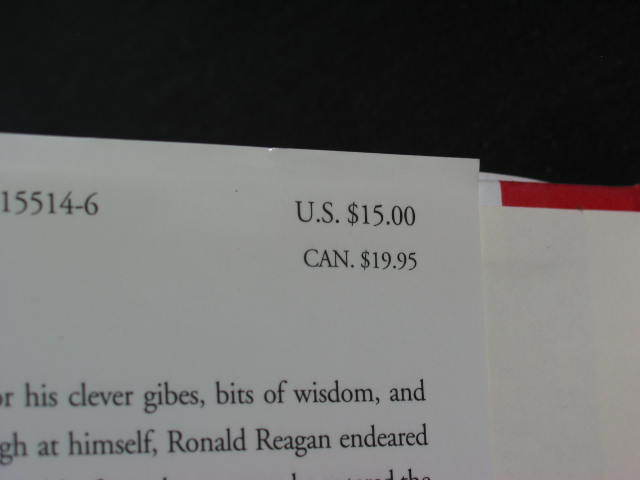 15514-6
U.S. $15.00
CAN. $19.95
his clever gibes, bits of wisdom, and
at himself, Ronald Reagan endeared
the